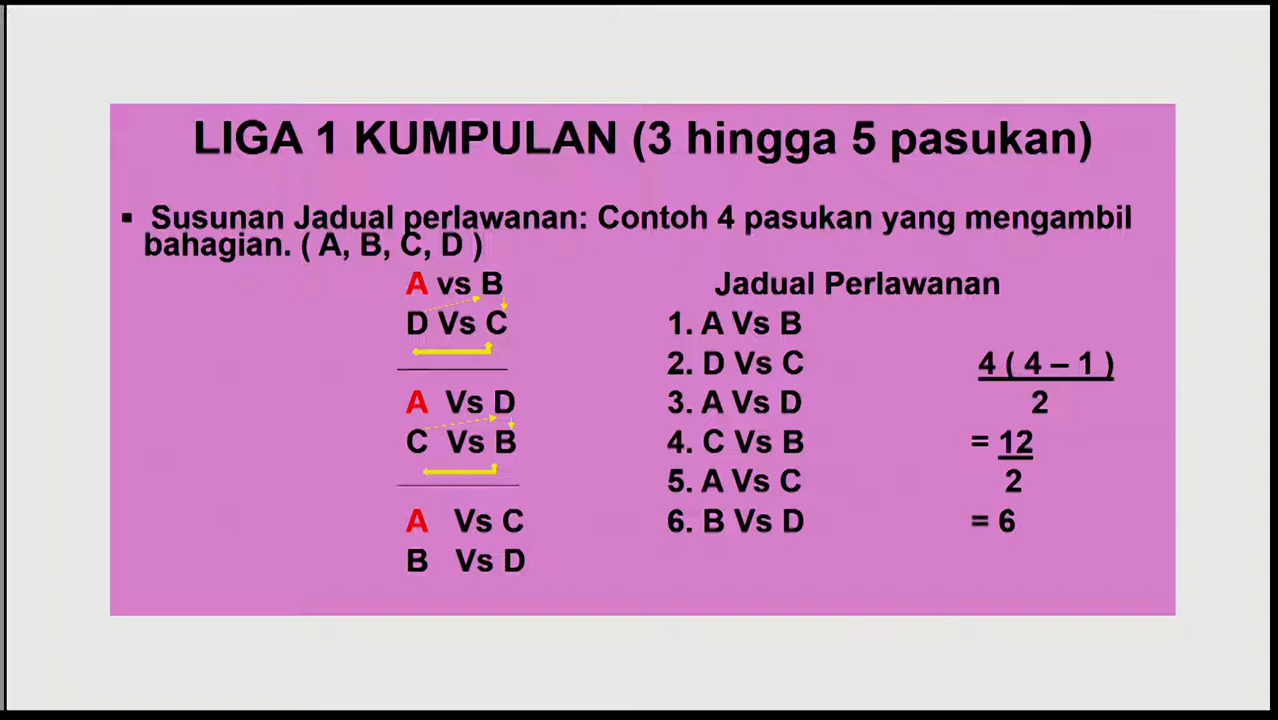 LIGA 1 KUMPULAN (3 hingga 5 pasukan)
▪ Susunan Jadual perlawanan: Contoh 4 pasukan yang mengambil
bahagian. ( A, B, C, D )
A vs B
D Vs C
A Vs D
C Vs B
A Vs C
B Vs D
Jadual Perlawanan
1. A Vs B
2. D Vs C
3. A Vs D
4. C Vs B
5. A Vs C
6. B Vs D
4 ( 4 – 1 )
2
= 12
2
= 6